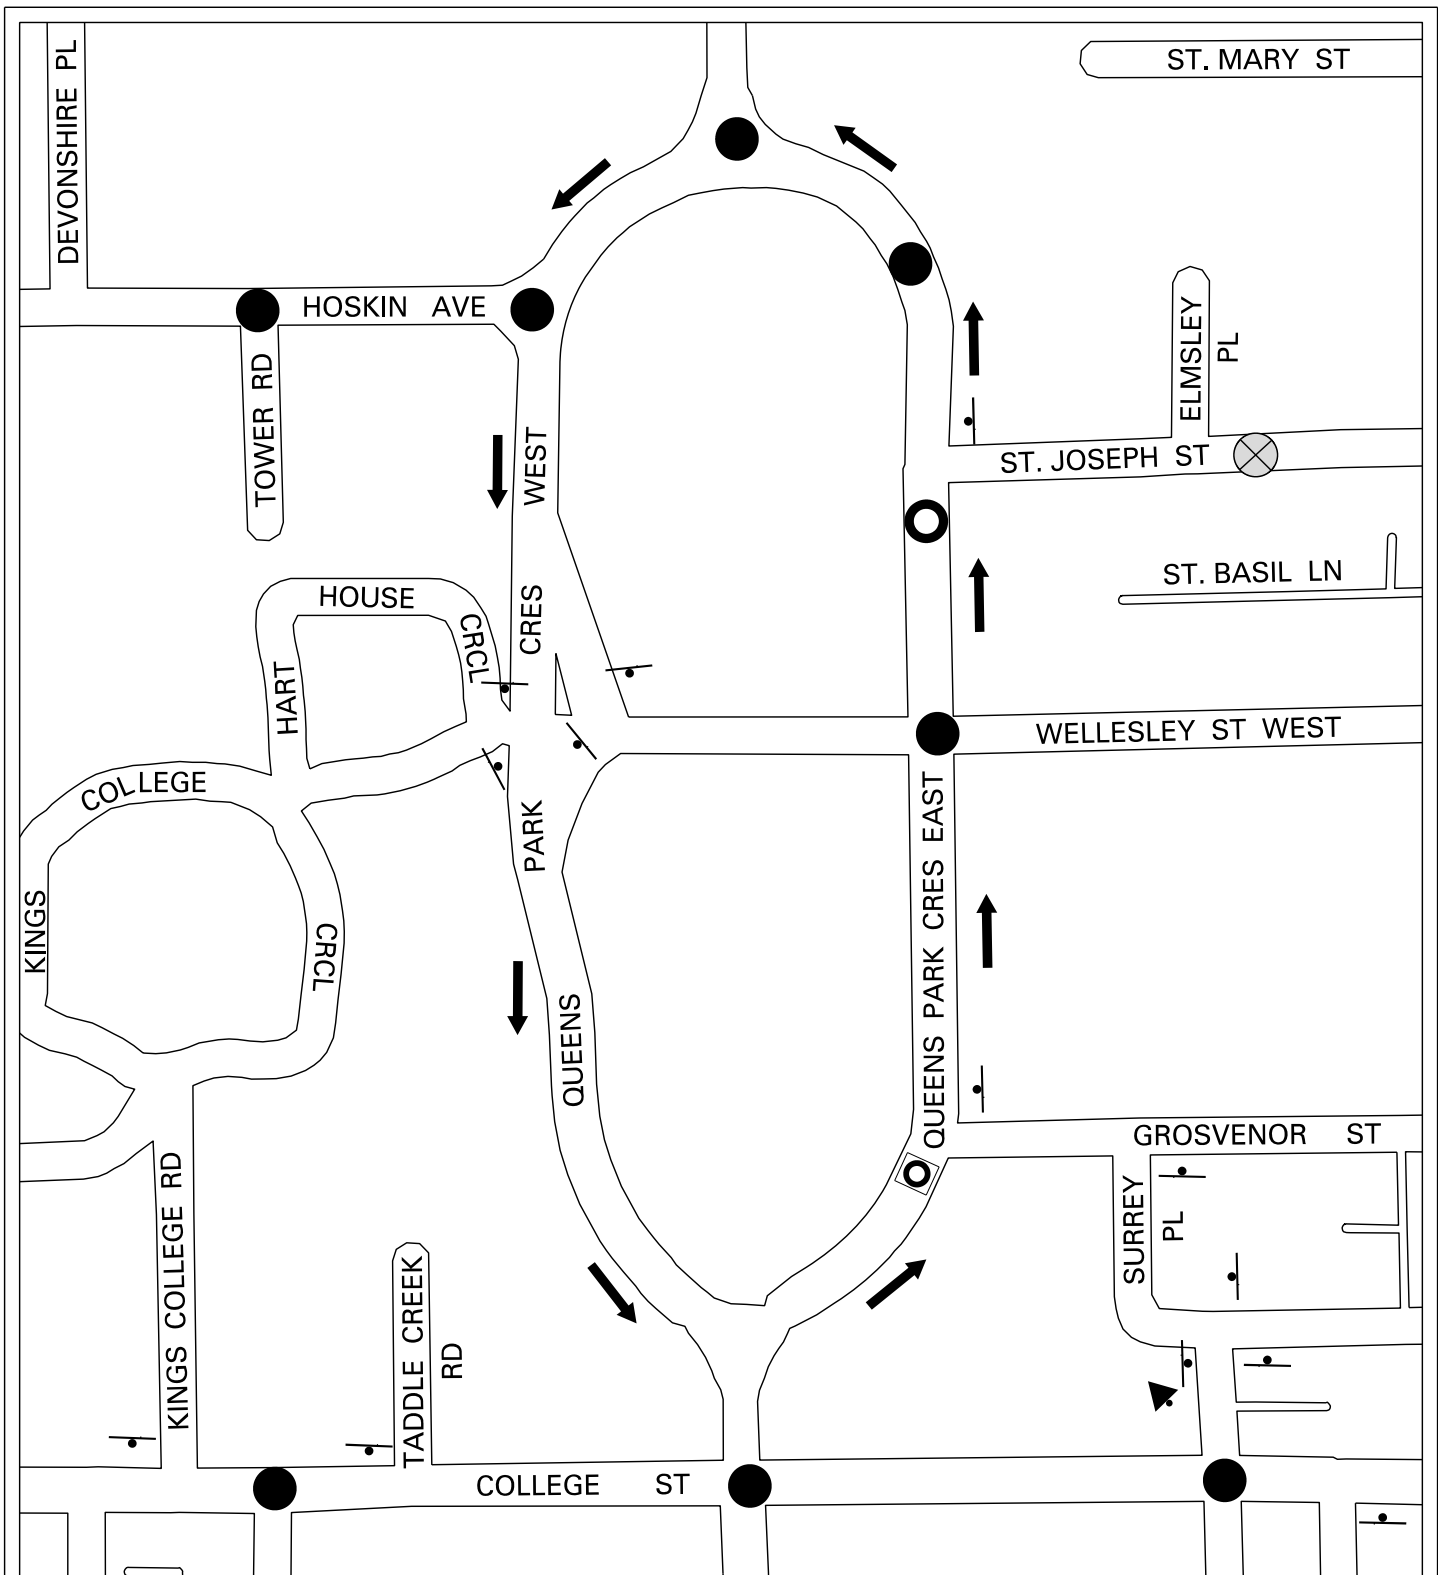 DEVONSHIRE PL
ST. MARY ST
HOSKIN AVE
TOWER RD
ELMSLEY
PL
ST. JOSEPH ST
ST. BASIL LN
WELLESLEY ST WEST
HART
HOUSE
CRCL
KINGS
COLLEGE
CRCL
QUEENS
PARK
CRES
WEST
QUEENS PARK CRES EAST
GROSVENOR ST
SURREY
PL
KINGS COLLEGE RD
TADDLE CREEK
RD
COLLEGE ST